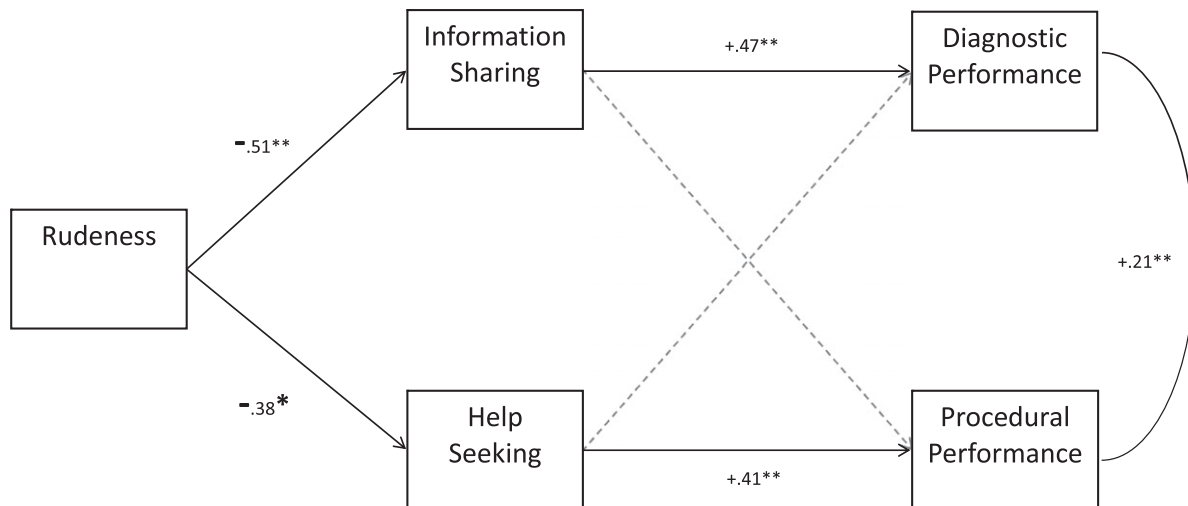 Information
Sharing
+.47**
Diagnostic
Performance
-.51**
Rudeness
+.21**
-.38*
Help
Seeking
+.41**
Procedural
Performance